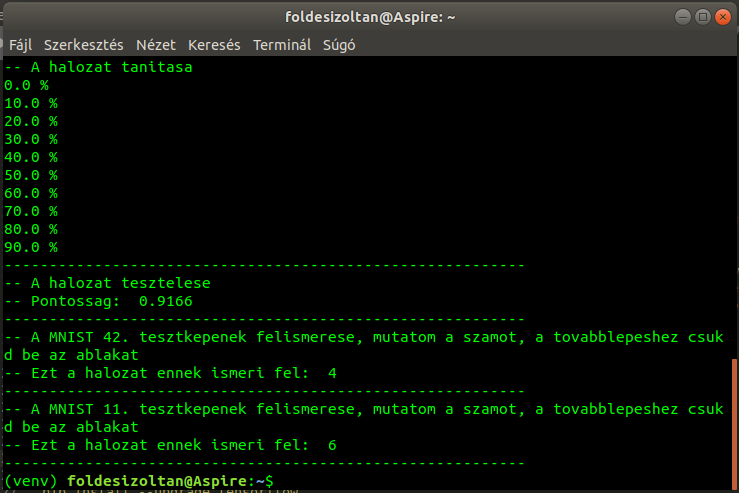 foldesizoltan@Aspire: ~
Fájl Szerkesztés Nézet Keresés Terminál Súgó
-- A halozat tanitasa
0.0 %
10.0 %
20.0 %
30.0 %
40.0 %
50.0 %
60.0 %
70.0 %
80.0 %
90.0 %
----------------------------------------------------------
-- A halozat tesztelese
-- Pontossag:  0.9166
----------------------------------------------------------
-- A MNIST 42. tesztkepenek felismerese, mutatom a szamot, a tovabblepeshez csuk
d be az ablakat
-- Ezt a halozat ennek ismeri fel:  4
----------------------------------------------------------
-- A MNIST 11. tesztkepenek felismerese, mutatom a szamot, a tovabblepeshez csuk
d be az ablakat
-- Ezt a halozat ennek ismeri fel:  6
----------------------------------------------------------
(venv) foldesizoltan@Aspire:~$